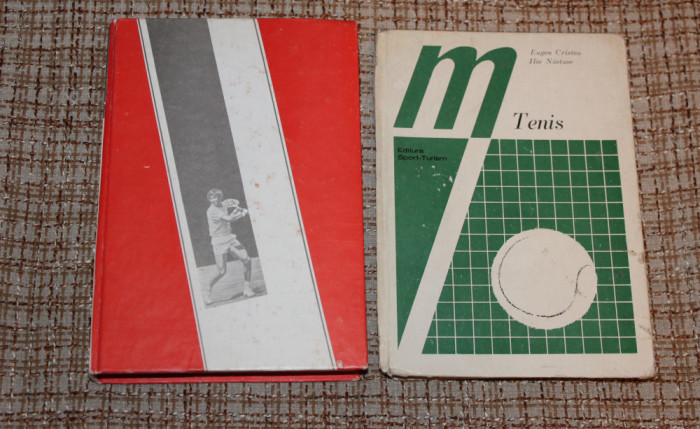 m
Eugen Cristea
Ilie Năstase
Tenis
Editura
Sport-Turism